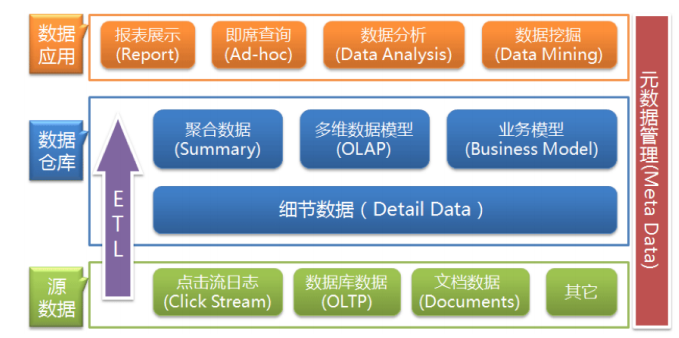 数据
应用
报表展示
(Report)
即席查询
(Ad-hoc)
数据分析
(Data Analysis)
数据挖掘
(Data Mining)
元数据管理(Meta Data)
数据
仓库
聚合数据
(Summary)
多维数据模型
(OLAP)
业务模型
(Business Model)
细节数据（Detail Data）
ETL
源
数据
点击流日志
(Click Stream)
数据库数据
(OLTP)
文档数据
(Documents)
其它